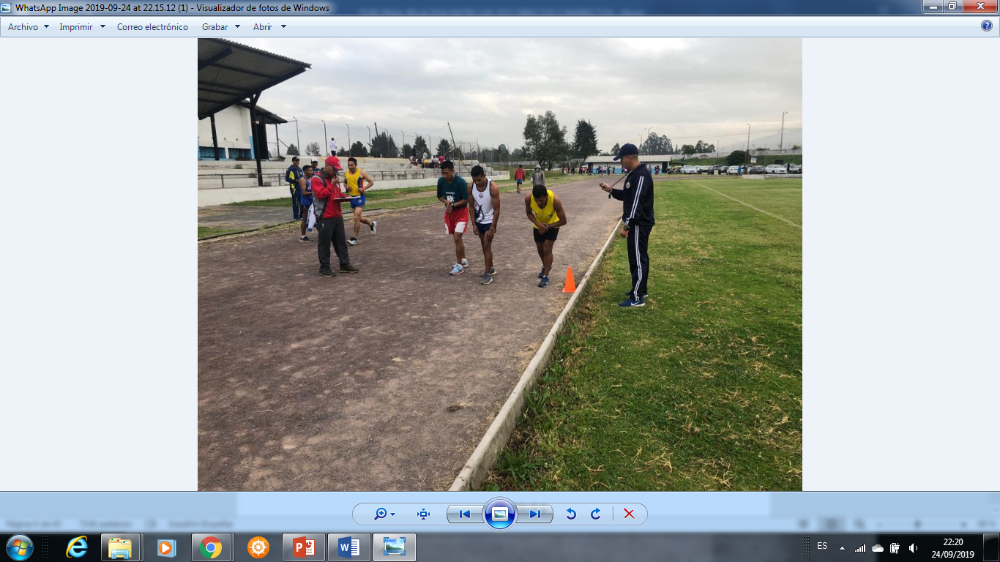 WhatsApp Image 2019-09-24 at 22.15.12 (1) - Visualizador de fotos de Windows
Archivo Imprimir Correo electrónico Grabar Abrir
ES
22:20
24/09/2019